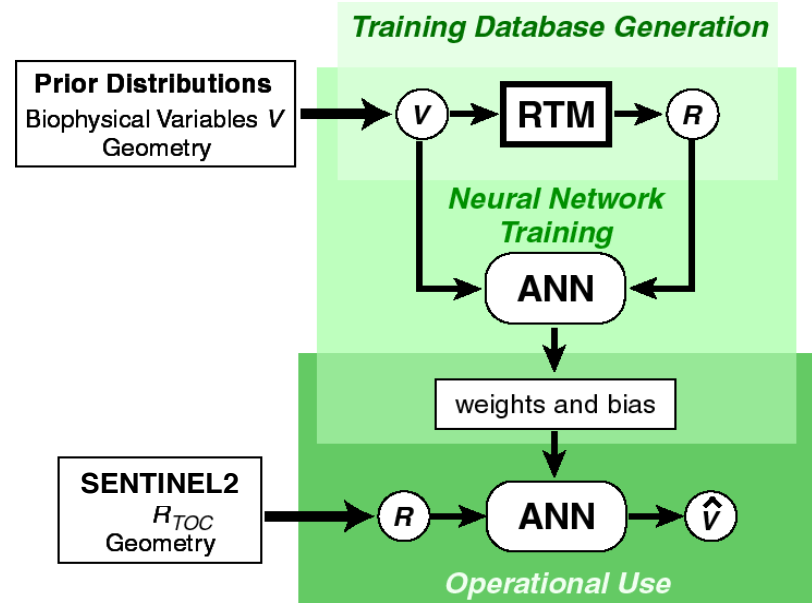 Training Database Generation
Prior Distributions
Biophysical Variables V
Geometry
V
RTM
R
Neural Network
Training
ANN
weights and bias
SENTINEL2
R_TOC
Geometry
R
ANN
V̂
Operational Use